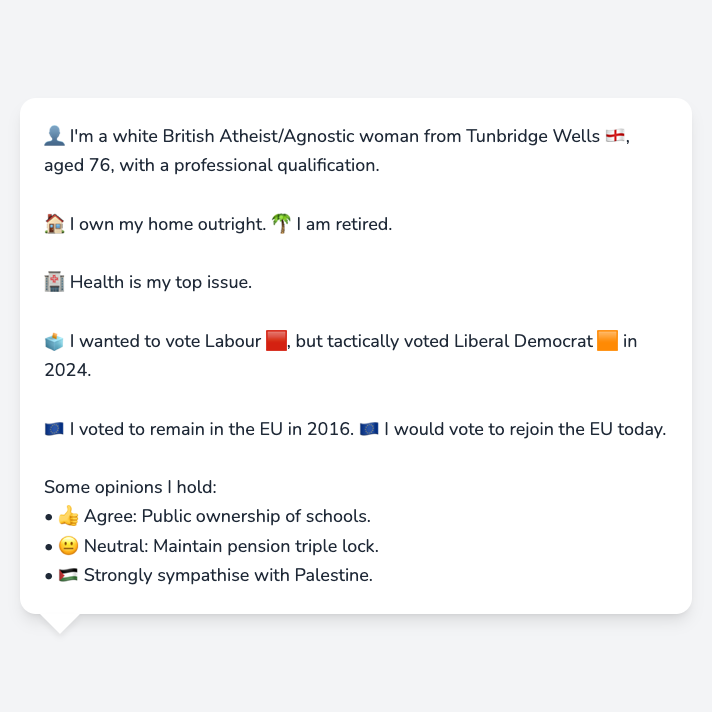 👤 I'm a white British Atheist/Agnostic woman from Tunbridge Wells 🏴󠁧󠁢󠁥󠁮󠁧󠁿,
aged 76, with a professional qualification.
🏠 I own my home outright. 🌴 I am retired.
🏥 Health is my top issue.
🗳️ I wanted to vote Labour 🟥, but tactically voted Liberal Democrat 🟧 in
2024.
🇪🇺 I voted to remain in the EU in 2016. 🇪🇺 I would vote to rejoin the EU today.
Some opinions I hold:
• 👍 Agree: Public ownership of schools.
• 😐 Neutral: Maintain pension triple lock.
• 🇵🇸 Strongly sympathise with Palestine.